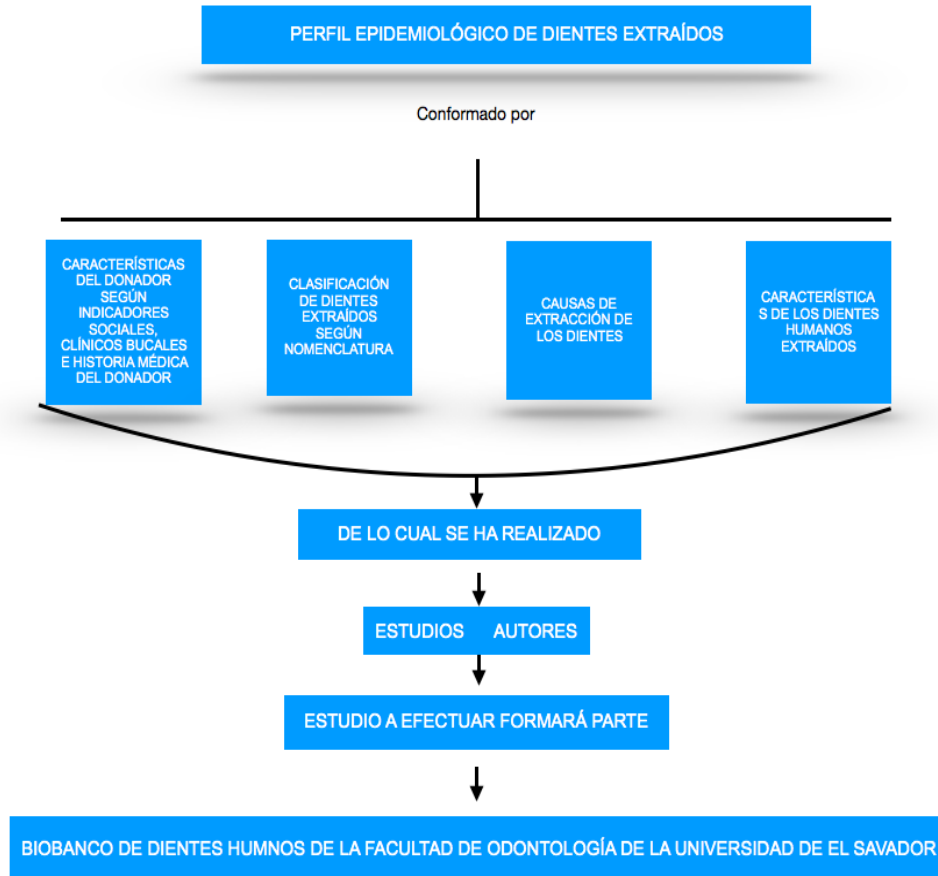 PERFIL EPIDEMIOLÓGICO DE DIENTES EXTRAÍDOS
Conformado por
CARACTERÍSTICAS
DEL DONADOR
SEGÚN
INDICADORES
SOCIALES,
CLÍNICOS BUCALES
E HISTORIA MÉDICA
DEL DONADOR
CLASIFICACIÓN
DE DIENTES
EXTRAÍDOS
SEGÚN
NOMENCLATURA
CAUSAS DE
EXTRACCIÓN DE
LOS DIENTES
CARACTERÍSTICA
S DE LOS DIENTES
HUMANOS
EXTRAÍDOS
DE LO CUAL SE HA REALIZADO
ESTUDIOS AUTORES
ESTUDIO A EFECTUAR FORMARÁ PARTE
BIOBANCO DE DIENTES HUMNOS DE LA FACULTAD DE ODONTOLOGÍA DE LA UNIVERSIDAD DE EL SAVADOR